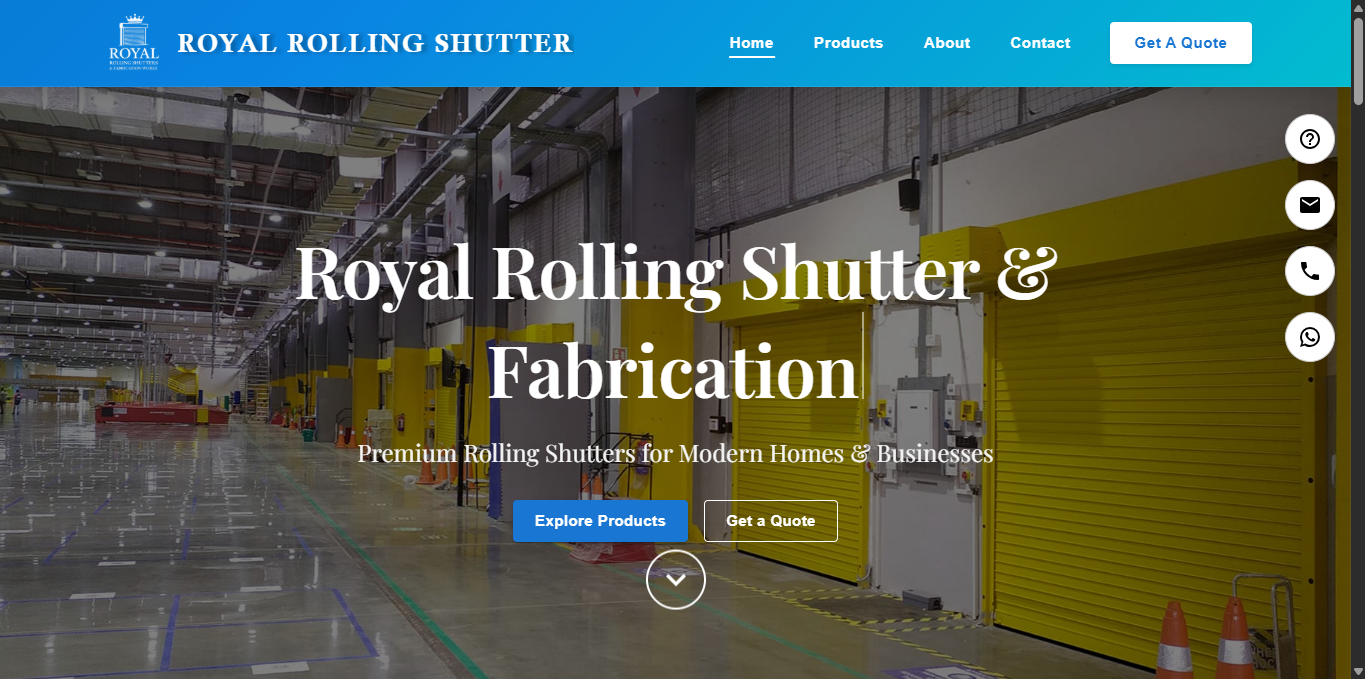 ROYAL
ROLLING SHUTTERS
& FABRICATION WORKS
ROYAL ROLLING SHUTTER
Home
Products
About
Contact
Get A Quote
Royal Rolling Shutter &
Fabrication
Premium Rolling Shutters for Modern Homes & Businesses
Explore Products
Get a Quote